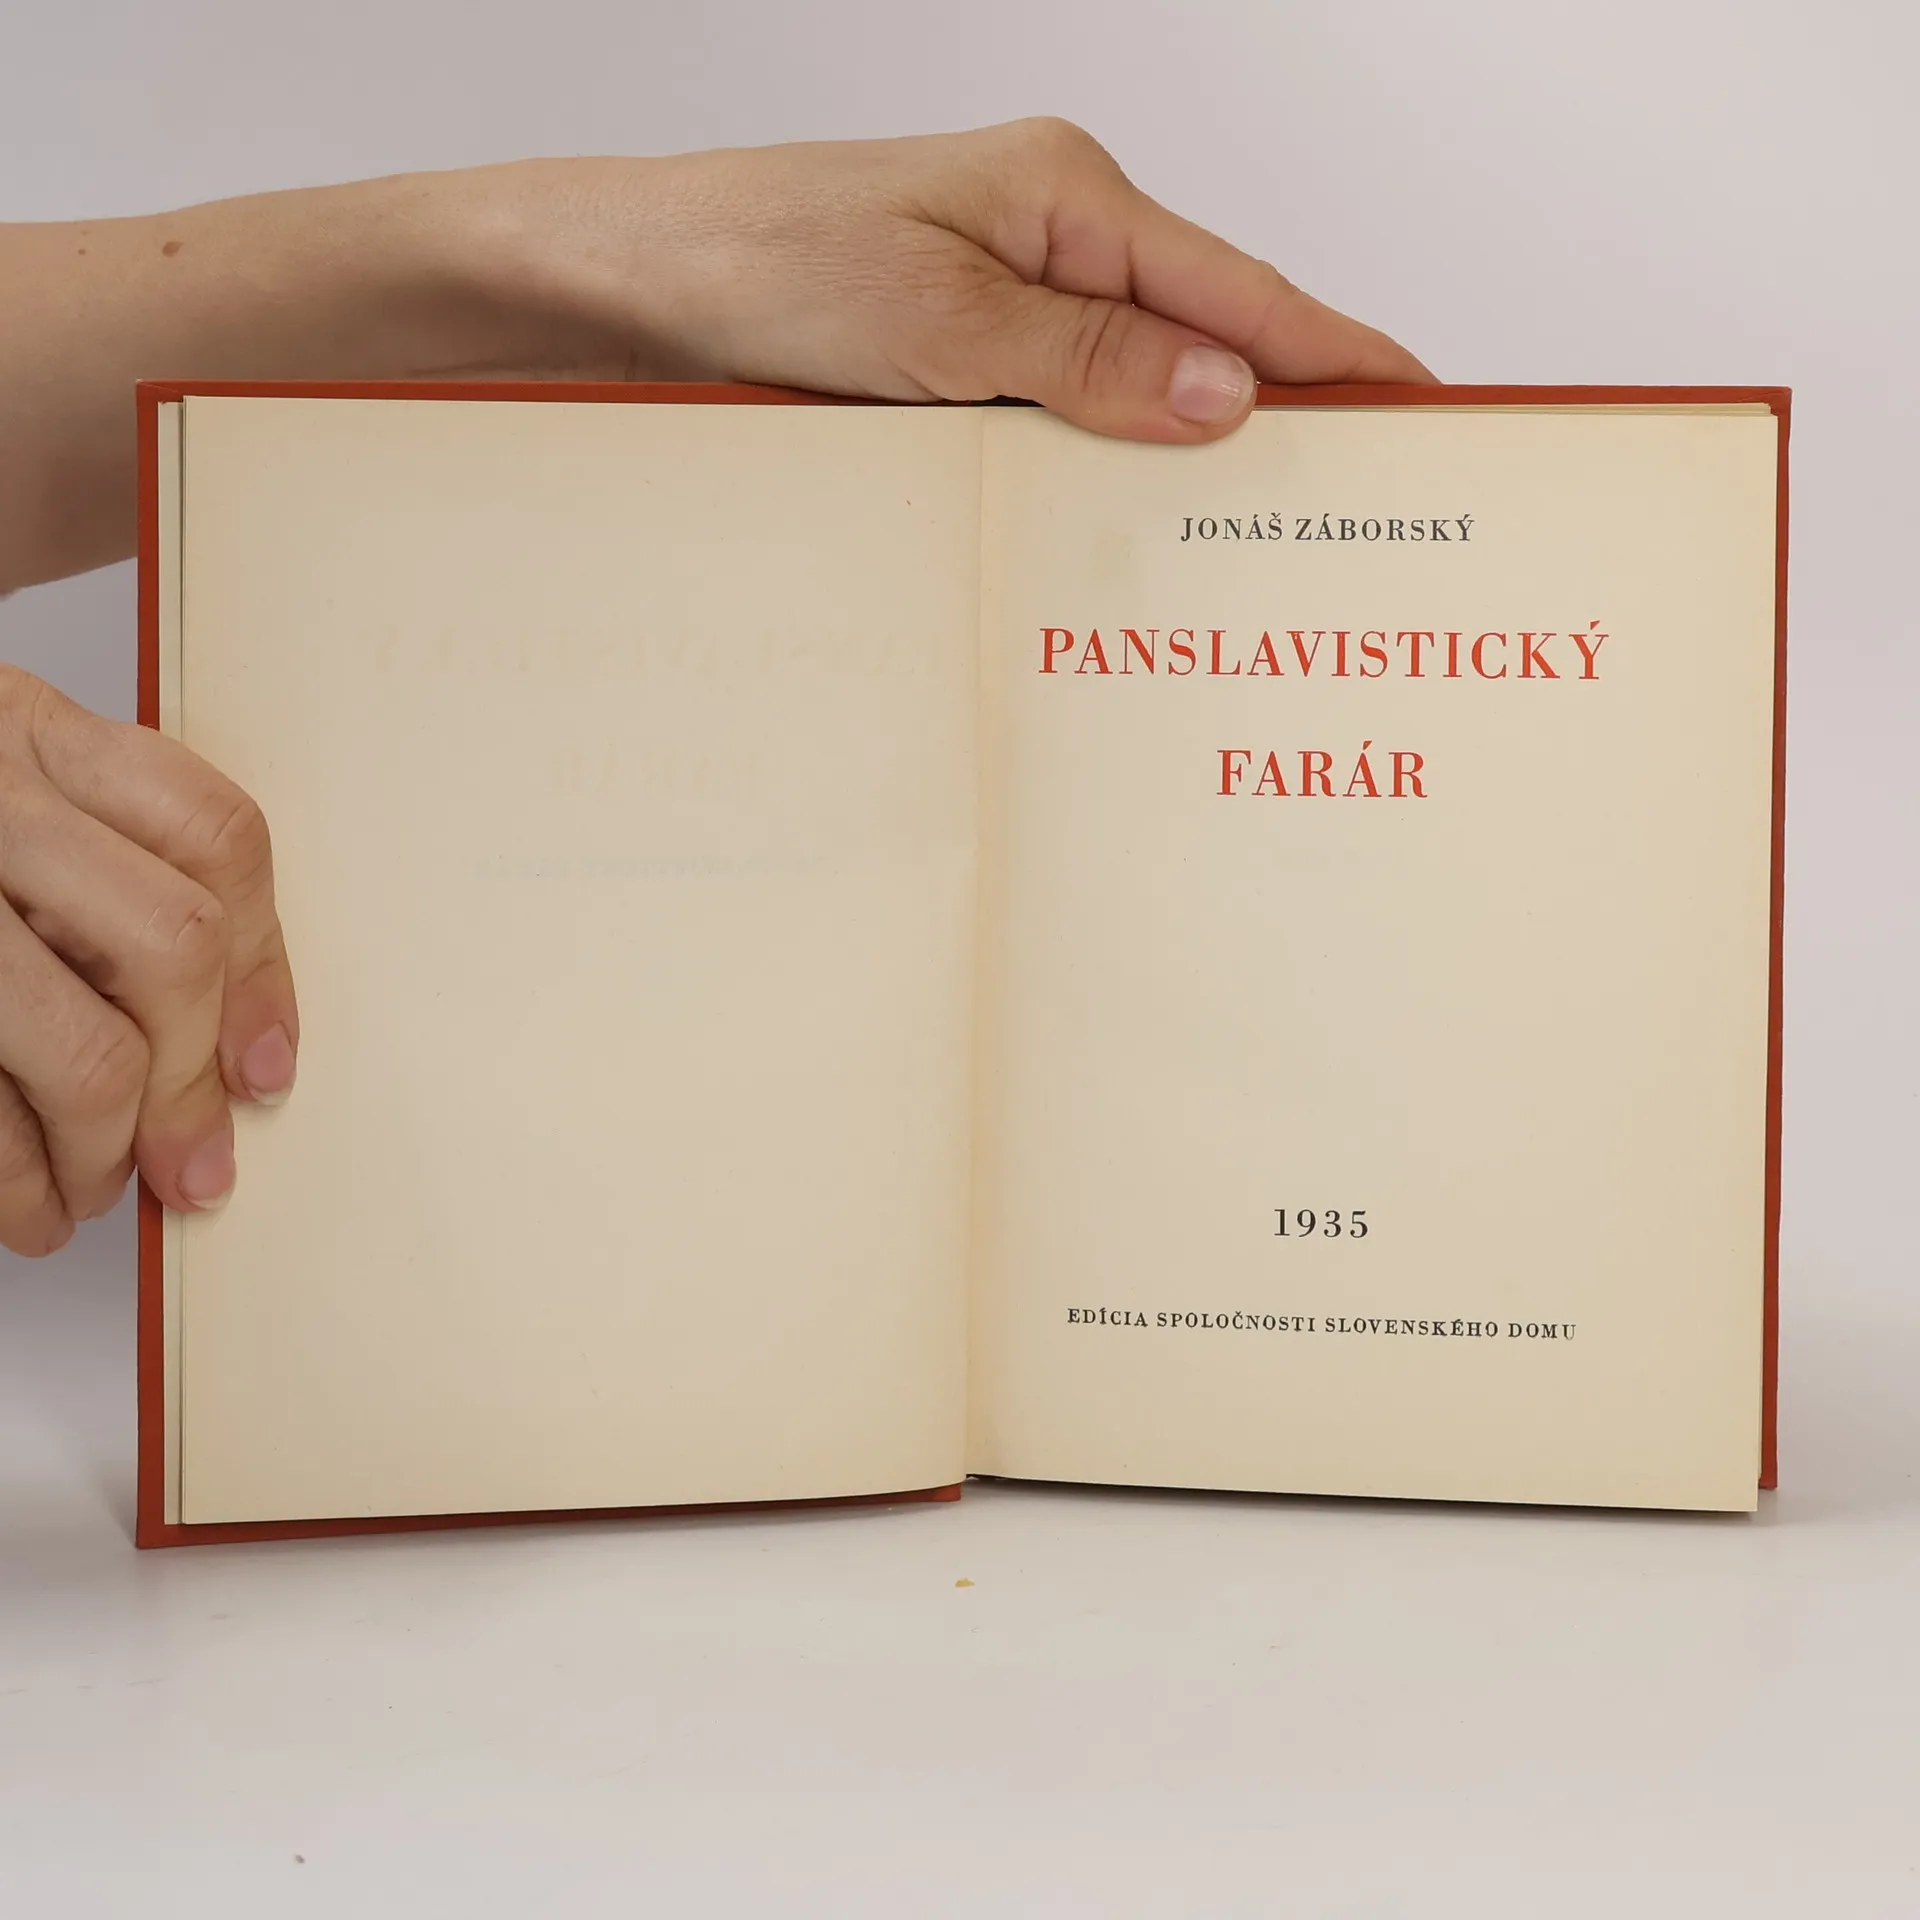 JONÁŠ ZÁBORSKÝ
PANSLAVISTICKÝ
FARÁR
1935
EDÍCIA SPOLOČNOSTI SLOVENSKÉHO DOMU